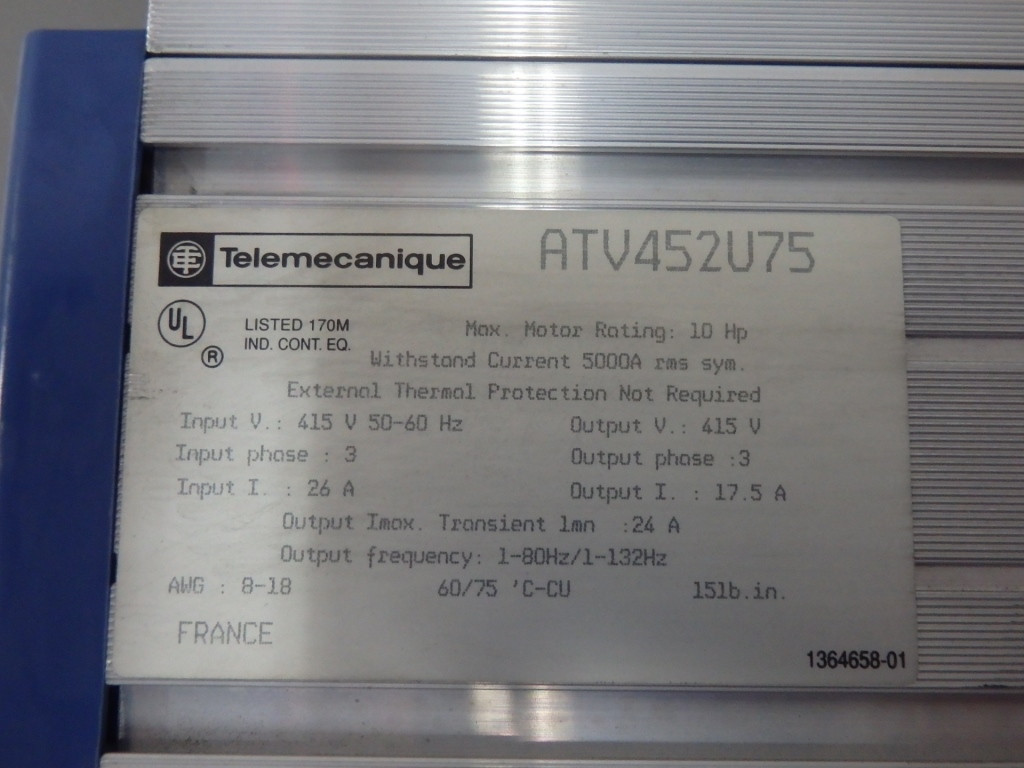 Telemecanique
ATV452U75
UL
LISTED 170M
IND. CONT. EQ.
®
Max. Motor Rating: 10 Hp
Withstand Current 5000A rms sym.
External Thermal Protection Not Required
Input V.: 415 V 50-60 Hz
Output V.: 415 V
Input phase : 3
Output phase :3
Input I. : 26 A
Output I. : 17.5 A
Output Imax. Transient 1mn :24 A
Output frequency: 1-80Hz/1-132Hz
AWG : 8-18
60/75 'C-CU
15lb.in.
FRANCE
1364658-01